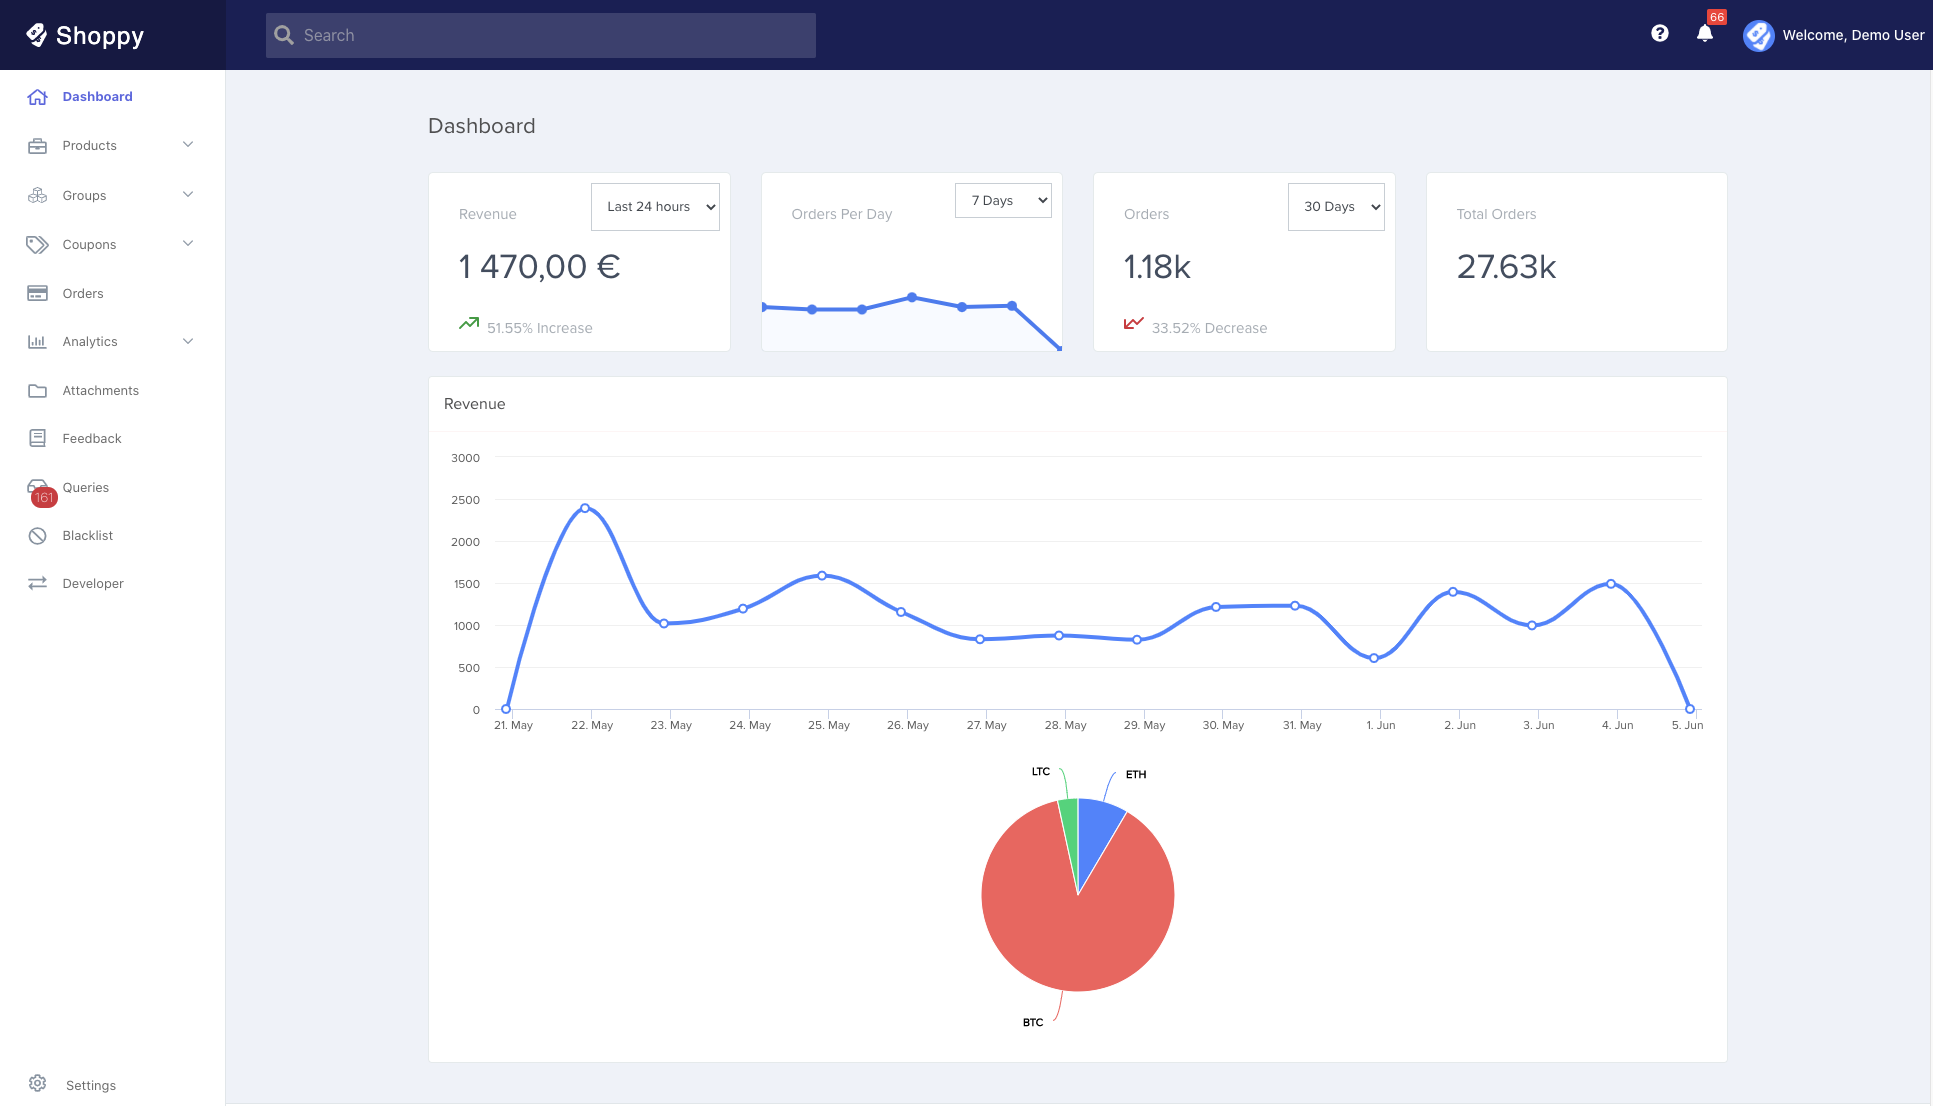 Shoppy
Search
66
Welcome, Demo User
Dashboard
Products
Groups
Coupons
Orders
Analytics
Attachments
Feedback
Queries
161
Blacklist
Developer
Settings
Dashboard
Revenue
Last 24 hours
1 470,00 €
51.55% Increase
Orders Per Day
7 Days
Orders
30 Days
1.18k
33.52% Decrease
Total Orders
27.63k
Revenue
3000
2500
2000
1500
1000
500
0
21. May 22. May 23. May 24. May 25. May 26. May 27. May 28. May 29. May 30. May 31. May 1. Jun 2. Jun 3. Jun 4. Jun 5. Jun
LTC
ETH
BTC